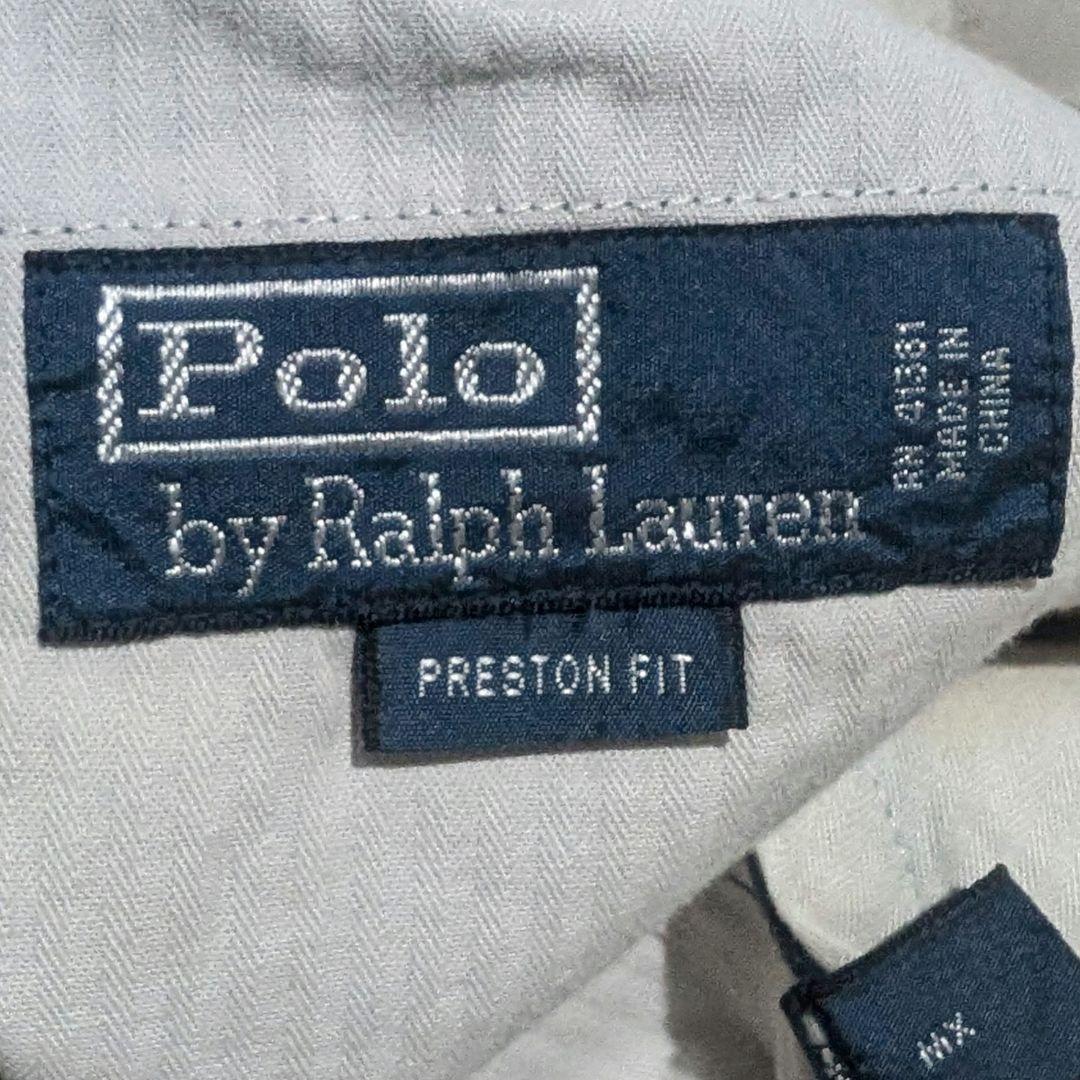 Polo
by Ralph Lauren
RN 41381
MADE IN
CHINA
PRESTON FIT